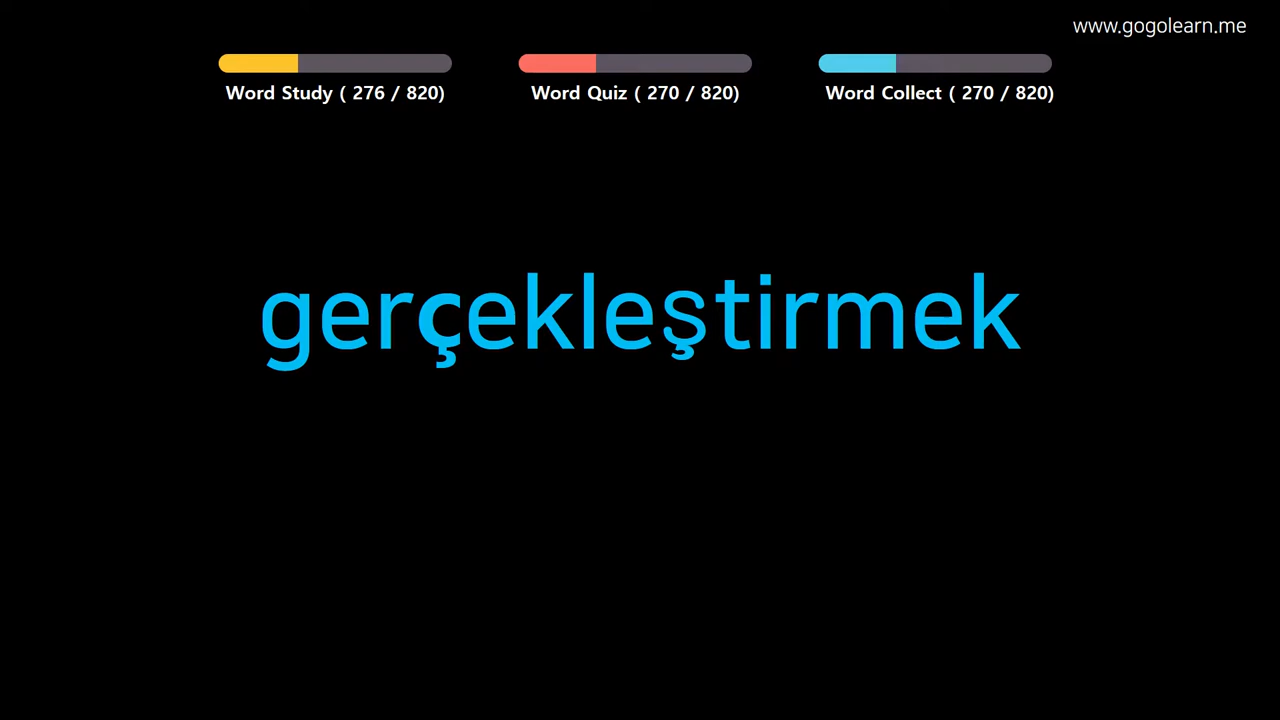 www.gogolearn.me
Word Study ( 276 / 820)
Word Quiz ( 270 / 820)
Word Collect ( 270 / 820)
gerçekleştirmek